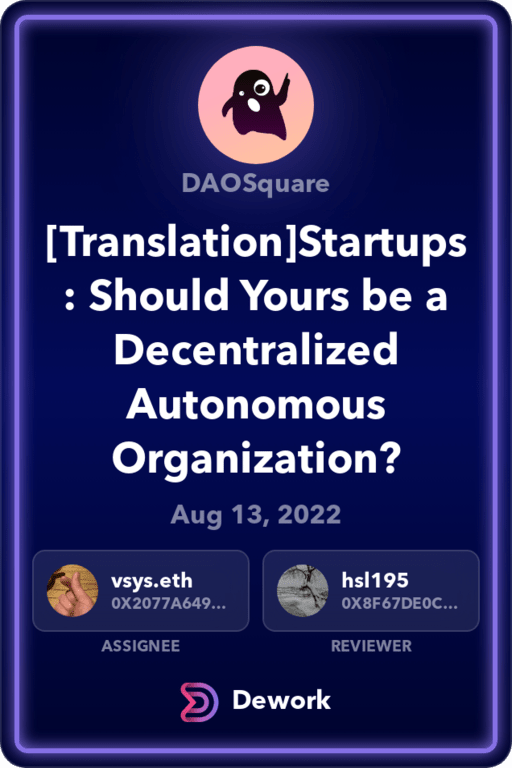 DAOSquare
[Translation]Startups
: Should Yours be a
Decentralized
Autonomous
Organization?
Aug 13, 2022
vsys.eth
0X2077A649...
ASSIGNEE
hsl195
0X8F67DE0C...
REVIEWER
Dework